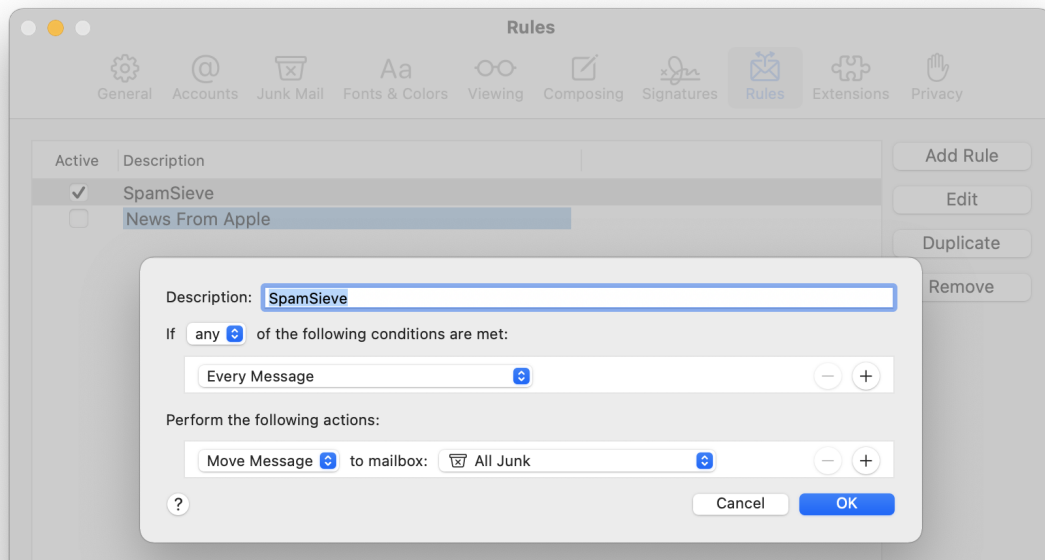 Rules
General Accounts Junk Mail Fonts & Colors Viewing Composing Signatures Rules Extensions Privacy
Active Description
Add Rule
SpamSieve
Edit
News From Apple
Duplicate
Remove
Description: SpamSieve
If any of the following conditions are met:
Every Message
Perform the following actions:
Move Message to mailbox: All Junk
? Cancel OK